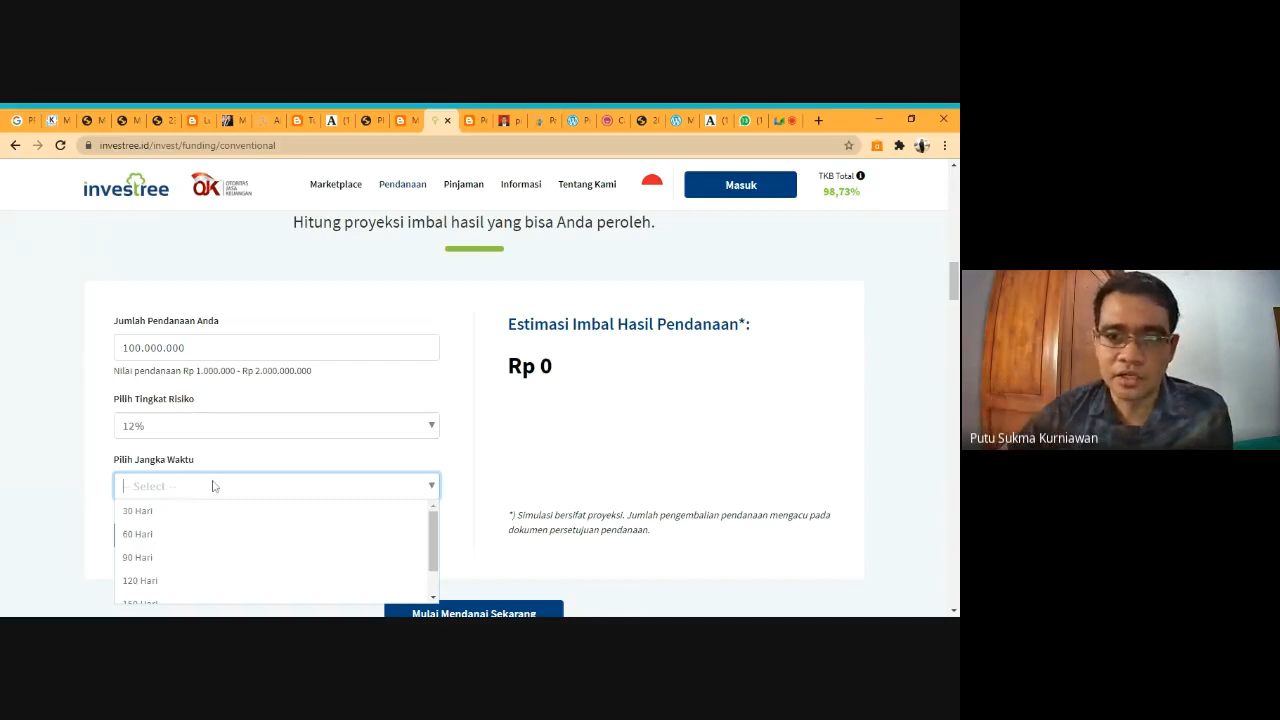 investree.id/invest/funding/conventional
investree
OJK OTORITAS JASA KEUANGAN
Marketplace
Pendanaan
Pinjaman
Informasi
Tentang Kami
Masuk
TKB Total
98,73%
Hitung proyeksi imbal hasil yang bisa Anda peroleh.
Jumlah Pendanaan Anda
100.000.000
Nilai pendanaan Rp 1.000.000 - Rp 2.000.000.000
Pilih Tingkat Risiko
12%
Pilih Jangka Waktu
-- Select --
30 Hari
60 Hari
90 Hari
120 Hari
Estimasi Imbal Hasil Pendanaan*:
Rp 0
*) Simulasi bersifat proyeksi. Jumlah pengembalian pendanaan mengacu pada
dokumen persetujuan pendanaan.
Mulai Mendanai Sekarang
Putu Sukma Kurniawan